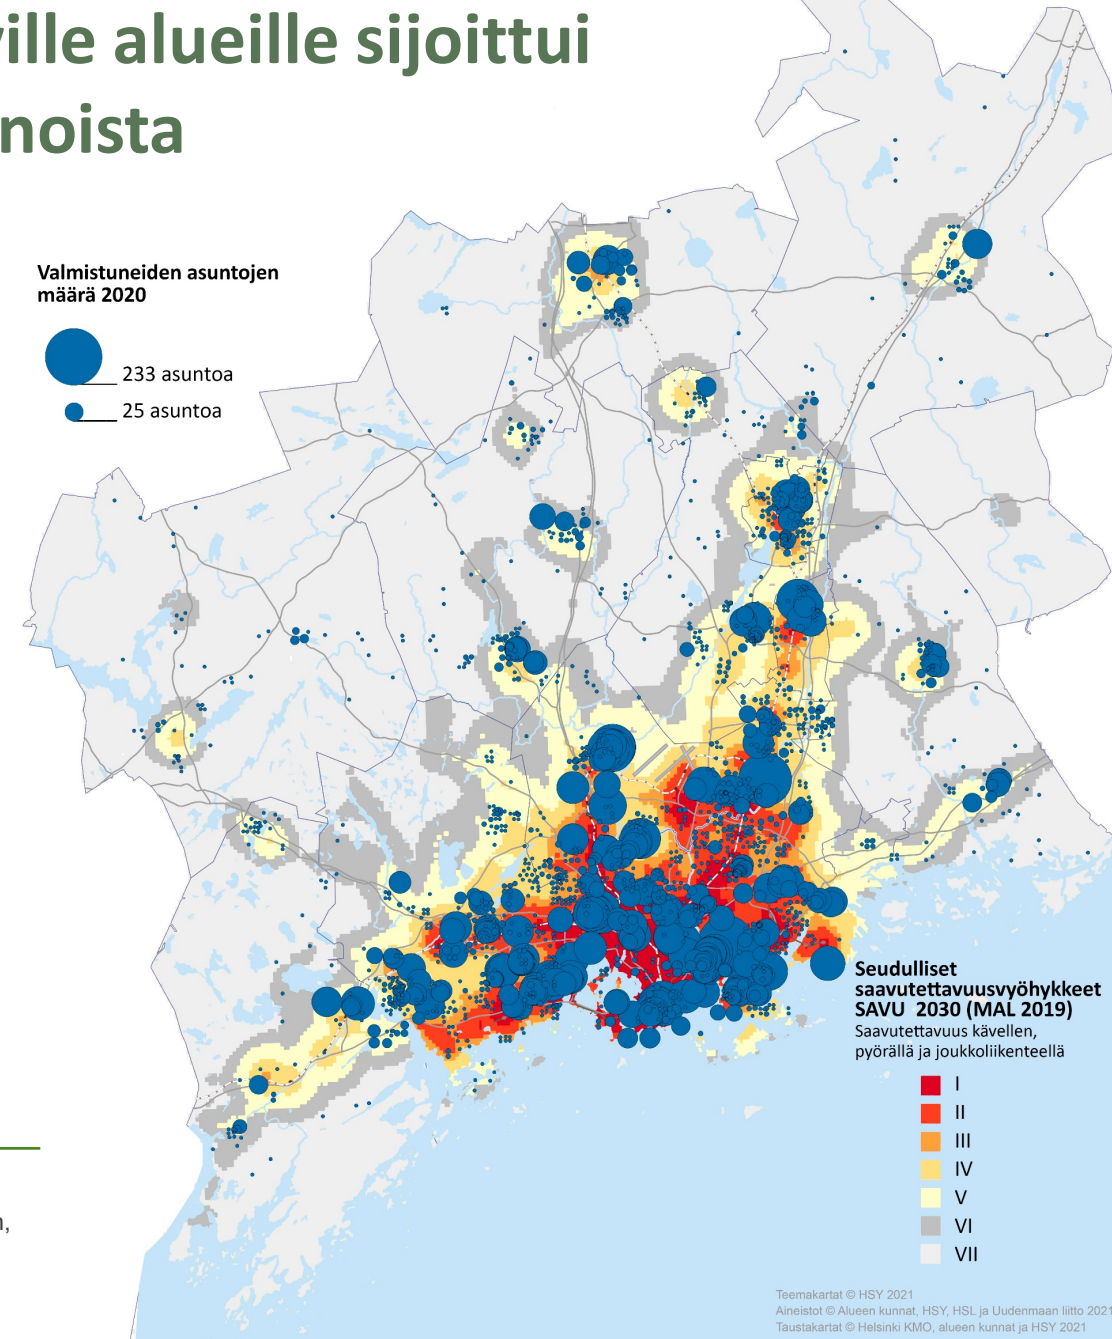 ville alueille sijoittui
noista
Valmistuneiden asuntojen
määrä 2020
233 asuntoa
25 asuntoa
Seudulliset
saavutettavuusvyöhykkeet
SAVU 2030 (MAL 2019)
Saavutettavuus kävellen,
pyörällä ja joukkoliikenteellä
I
II
III
IV
V
VI
VII
Teemakartat © HSY 2021
Aineistot © Alueen kunnat, HSY, HSL ja Uudenmaan liitto 2021
Taustakartat © Helsinki KMO, alueen kunnat ja HSY 2021